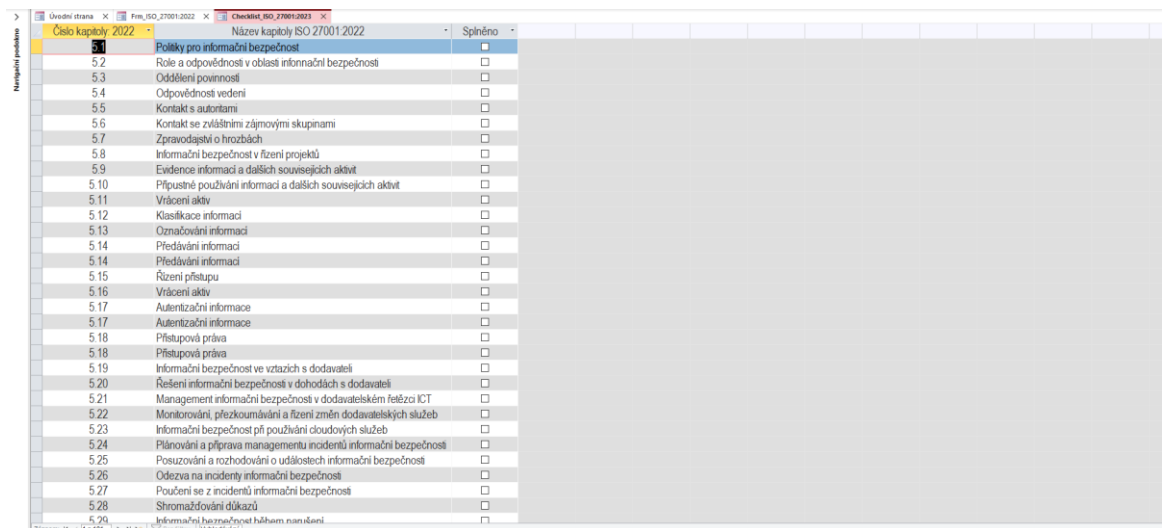 Úvodní strana
Frm_ISO_27001:2022
Checklist_ISO_27001:2023
Navigační podokno
Číslo kapitoly: 2022 Název kapitoly ISO 27001:2022 Splněno
5.1 Politiky pro informační bezpečnost
5.2 Role a odpovědnosti v oblasti infonnační bezpečnosti
5.3 Oddělení povinností
5.4 Odpovědnosti vedení
5.5 Kontakt s autoritami
5.6 Kontakt se zvláštními zájmovými skupinami
5.7 Zpravodajství o hrozbách
5.8 Informační bezpečnost v řízení projektů
5.9 Evidence informací a dalších souvisejících aktivit
5.10 Přípustné používání informací a dalších souvisejících aktivit
5.11 Vrácení aktiv
5.12 Klasifikace informací
5.13 Označování informací
5.14 Předávání informací
5.14 Předávání informací
5.15 Řízení přístupu
5.16 Vrácení aktiv
5.17 Autentizační informace
5.17 Autentizační informace
5.18 Přístupová práva
5.18 Přístupová práva
5.19 Informační bezpečnost ve vztazích s dodavateli
5.20 Řešení informační bezpečnosti v dohodách s dodavateli
5.21 Management informační bezpečnosti v dodavatelském řetězci ICT
5.22 Monitorování, přezkoumávání a řízení změn dodavatelských služeb
5.23 Informační bezpečnost při používání cloudových služeb
5.24 Plánování a příprava managementu incidentů informační bezpečnosti
5.25 Posuzování a rozhodování o událostech informační bezpečnosti
5.26 Odezva na incidenty informační bezpečnosti
5.27 Poučení se z incidentů informační bezpečnosti
5.28 Shromažďování důkazů
5.29 Informační bezpečnost během narušení